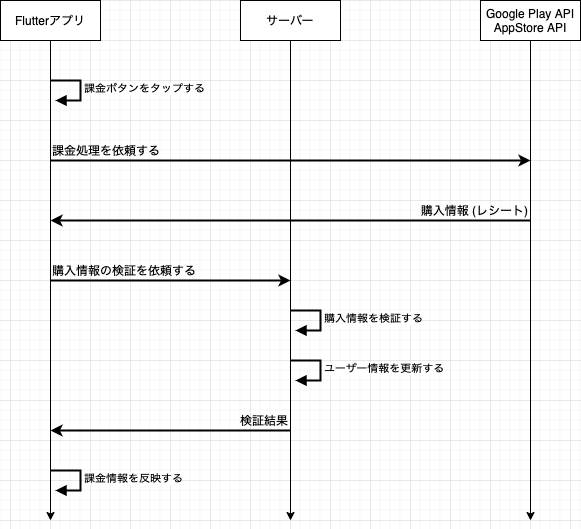 Flutterアプリ
サーバー
Google Play API
AppStore API
課金ボタンをタップする
課金処理を依頼する
購入情報 (レシート)
購入情報の検証を依頼する
購入情報を検証する
ユーザー情報を更新する
検証結果
課金情報を反映する